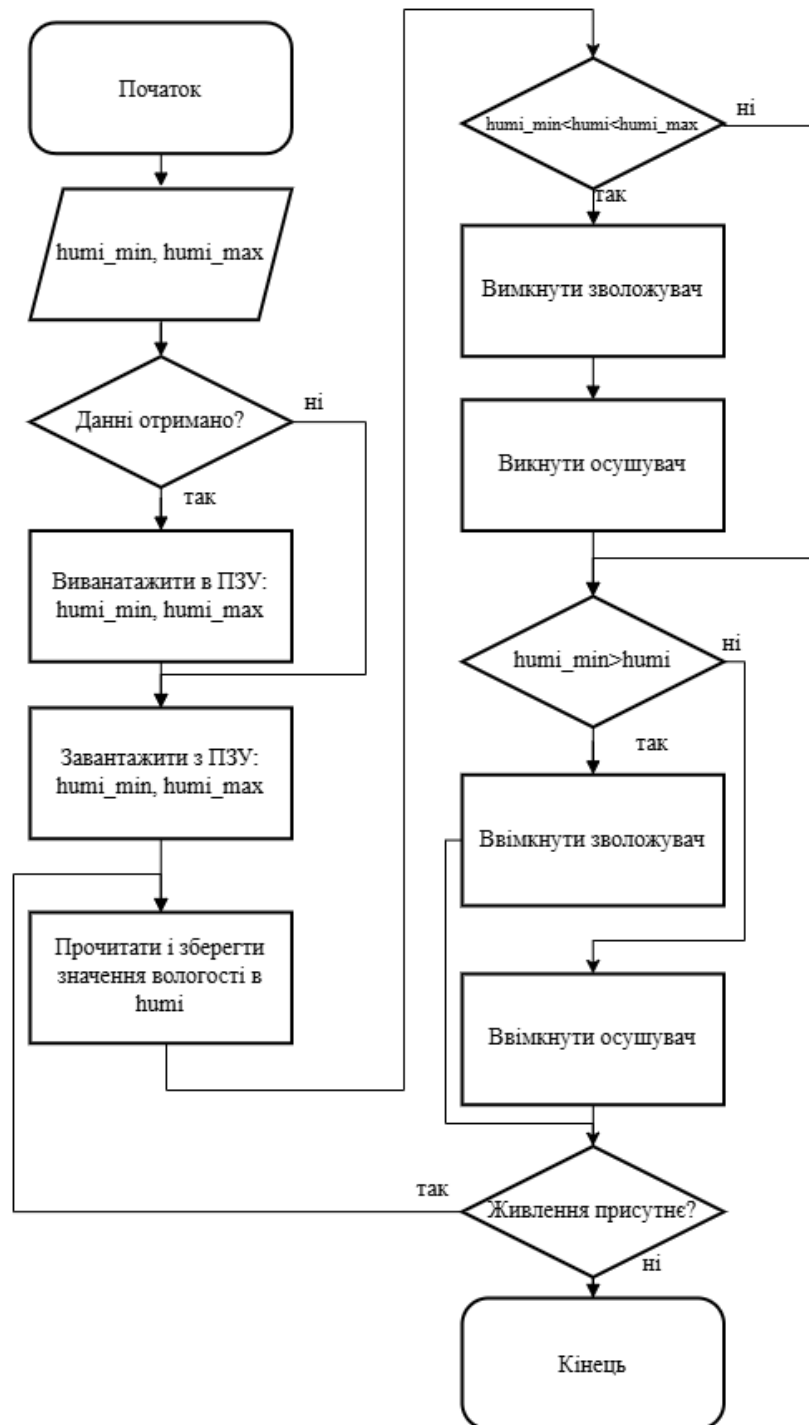 Початок
humi_min, humi_max
Данні отримано?
ні
так
Виванатажити в ПЗУ:
humi_min, humi_max
Завантажити з ПЗУ:
humi_min, humi_max
Прочитати і зберегти
значення вологості в
humi
humi_min<humi<humi_max
ні
так
Вимкнути зволожувач
Викнути осушувач
humi_min>humi
ні
так
Ввімкнути зволожувач
Ввімкнути осушувач
Живлення присутнє?
так
ні
Кінець